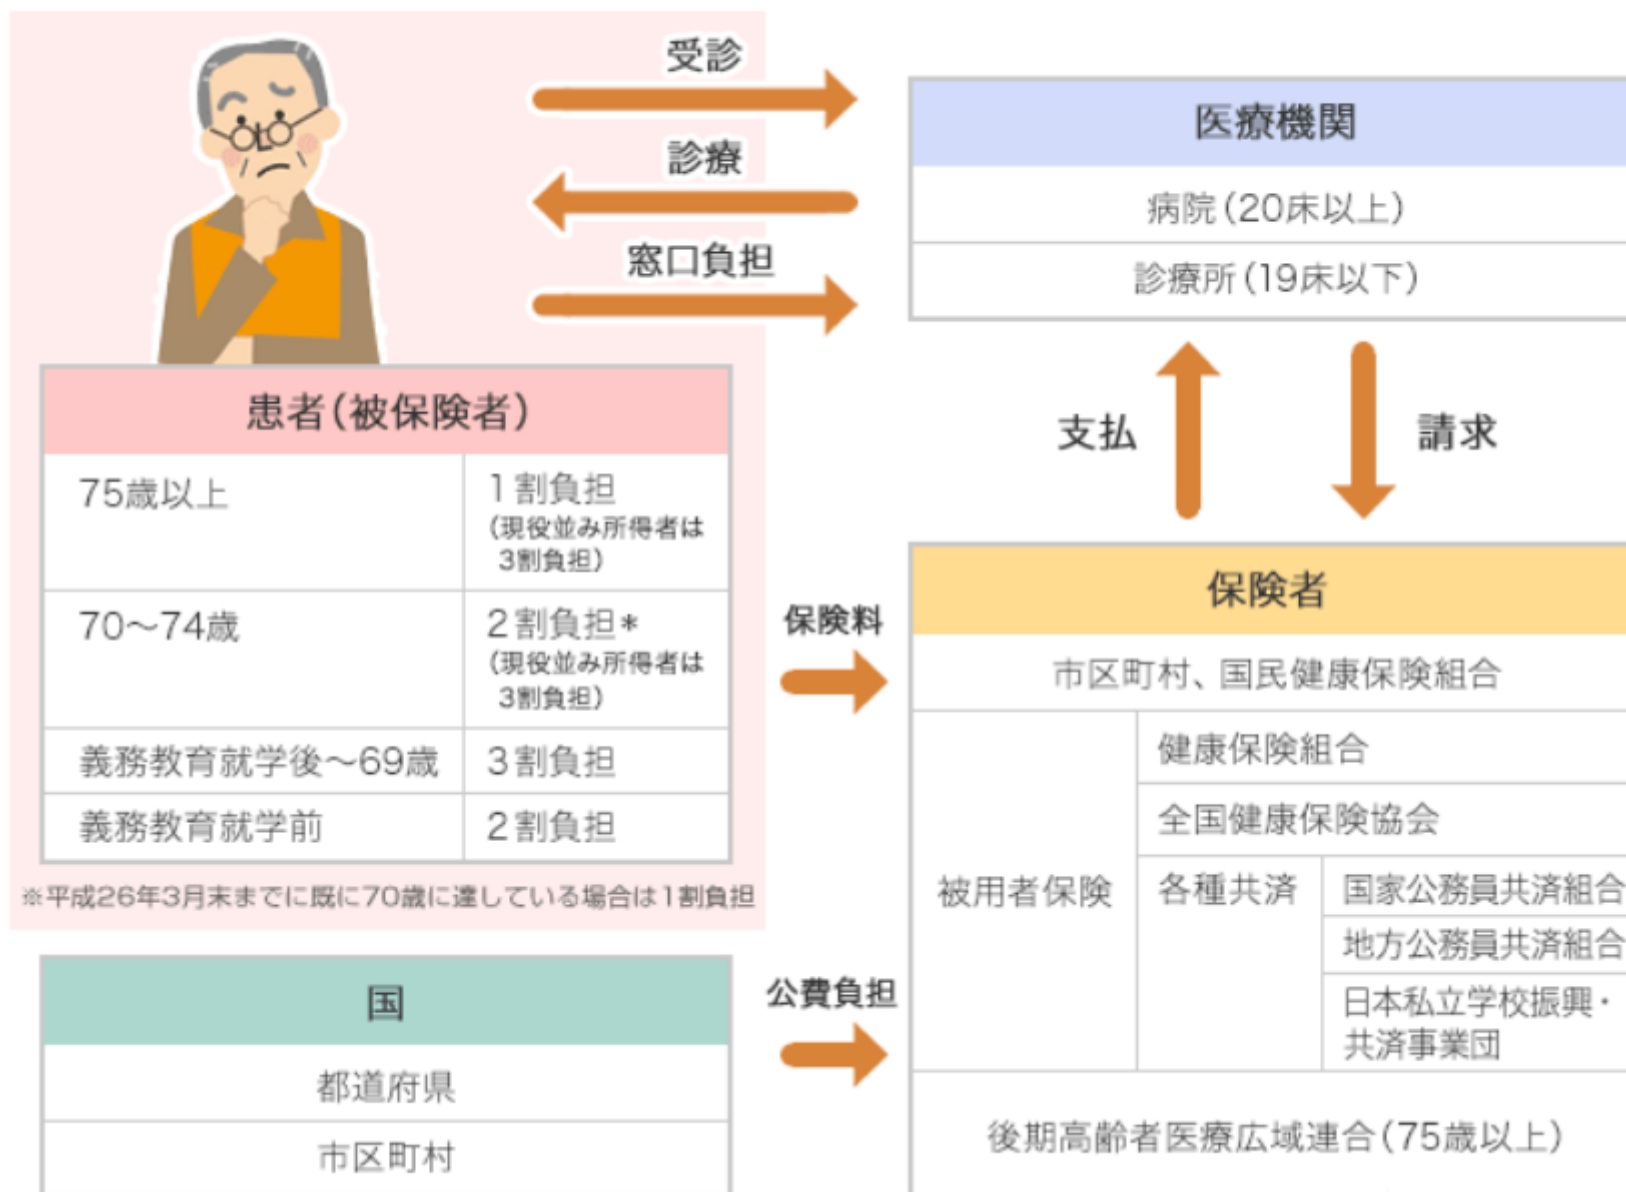 受診
診療
窓口負担
医療機関
病院(20床以上)
診療所(19床以下)
支払
請求
患者(被保険者)
75歳以上
1割負担
(現役並み所得者は
3割負担)
70〜74歳
2割負担*
(現役並み所得者は
3割負担)
義務教育就学後〜69歳
3割負担
義務教育就学前
2割負担
※平成26年3月末までに既に70歳に達している場合は1割負担
保険料
保険者
市区町村、国民健康保険組合
被用者保険
健康保険組合
全国健康保険協会
各種共済
国家公務員共済組合
地方公務員共済組合
日本私立学校振興・
共済事業団
後期高齢者医療広域連合(75歳以上)
国
都道府県
市区町村
公費負担